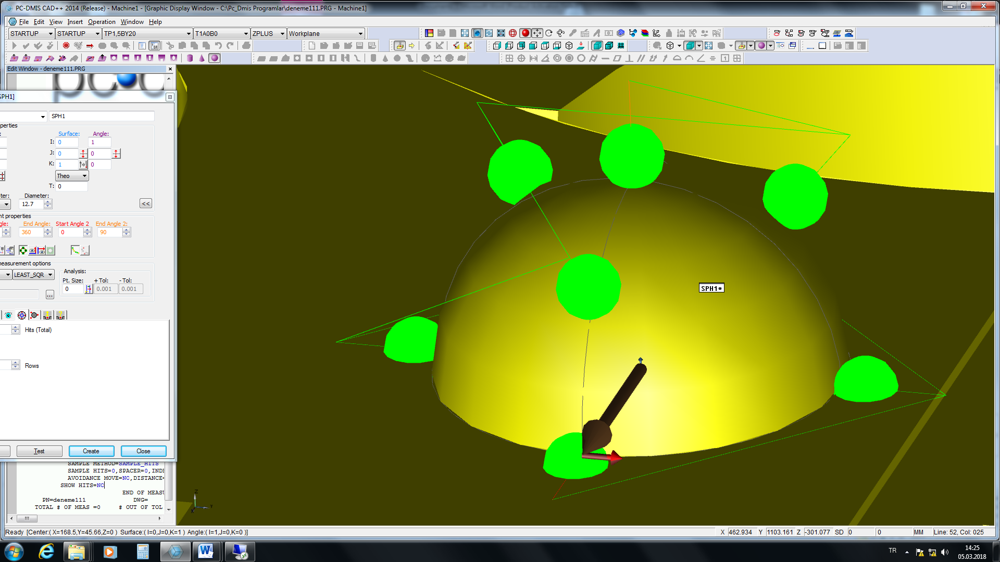 PC-DMIS CAD++ 2014 (Release) - Machine1 - [Graphic Display Window - C:\Pc_Dmis Programlar\deneme111.PRG - Machine1]
File Edit View Insert Operation Window Help
STARTUP STARTUP TP1,5BY20 T1A0B0 ZPLUS Workplane
Edit Window - deneme111.PRG
pc
SPH1]
SPH1
perties
Surface: Angle:
I: 0 1
J: 0 0
K: 1 0
Theo
T: 0
ter: Diameter:
12.7 <<
nt properties
gle: End Angle: Start Angle 2 End Angle 2:
360 0 90
easurement options
LEAST_SQR Analysis:
Pt. Size: + Tol: - Tol:
0 0.001 0.001
...
Hits (Total)
Rows
Test Create Close
SAMPLE METHOD=SAMPLE_HITS
SAMPLE HITS=0,SPACER=0,INDE
AVOIDANCE MOVE=NO,DISTANCE=
SHOW HITS=NO
END OF MEASU
PN=deneme111 DWG=
TOTAL # OF MEAS =0 # OUT OF TOL
SPH1*
Z
X Y
Ready [Center:( X=168.5,Y=45.66,Z=0 ) Surface:( I=0,J=0,K=1 ) Angle:( I=1,J=0,K=0 )] X 462.934 Y 1103.161 Z -301.077 SD 0 0 MM Line: 52, Col: 025
TR 14:25
05.03.2018